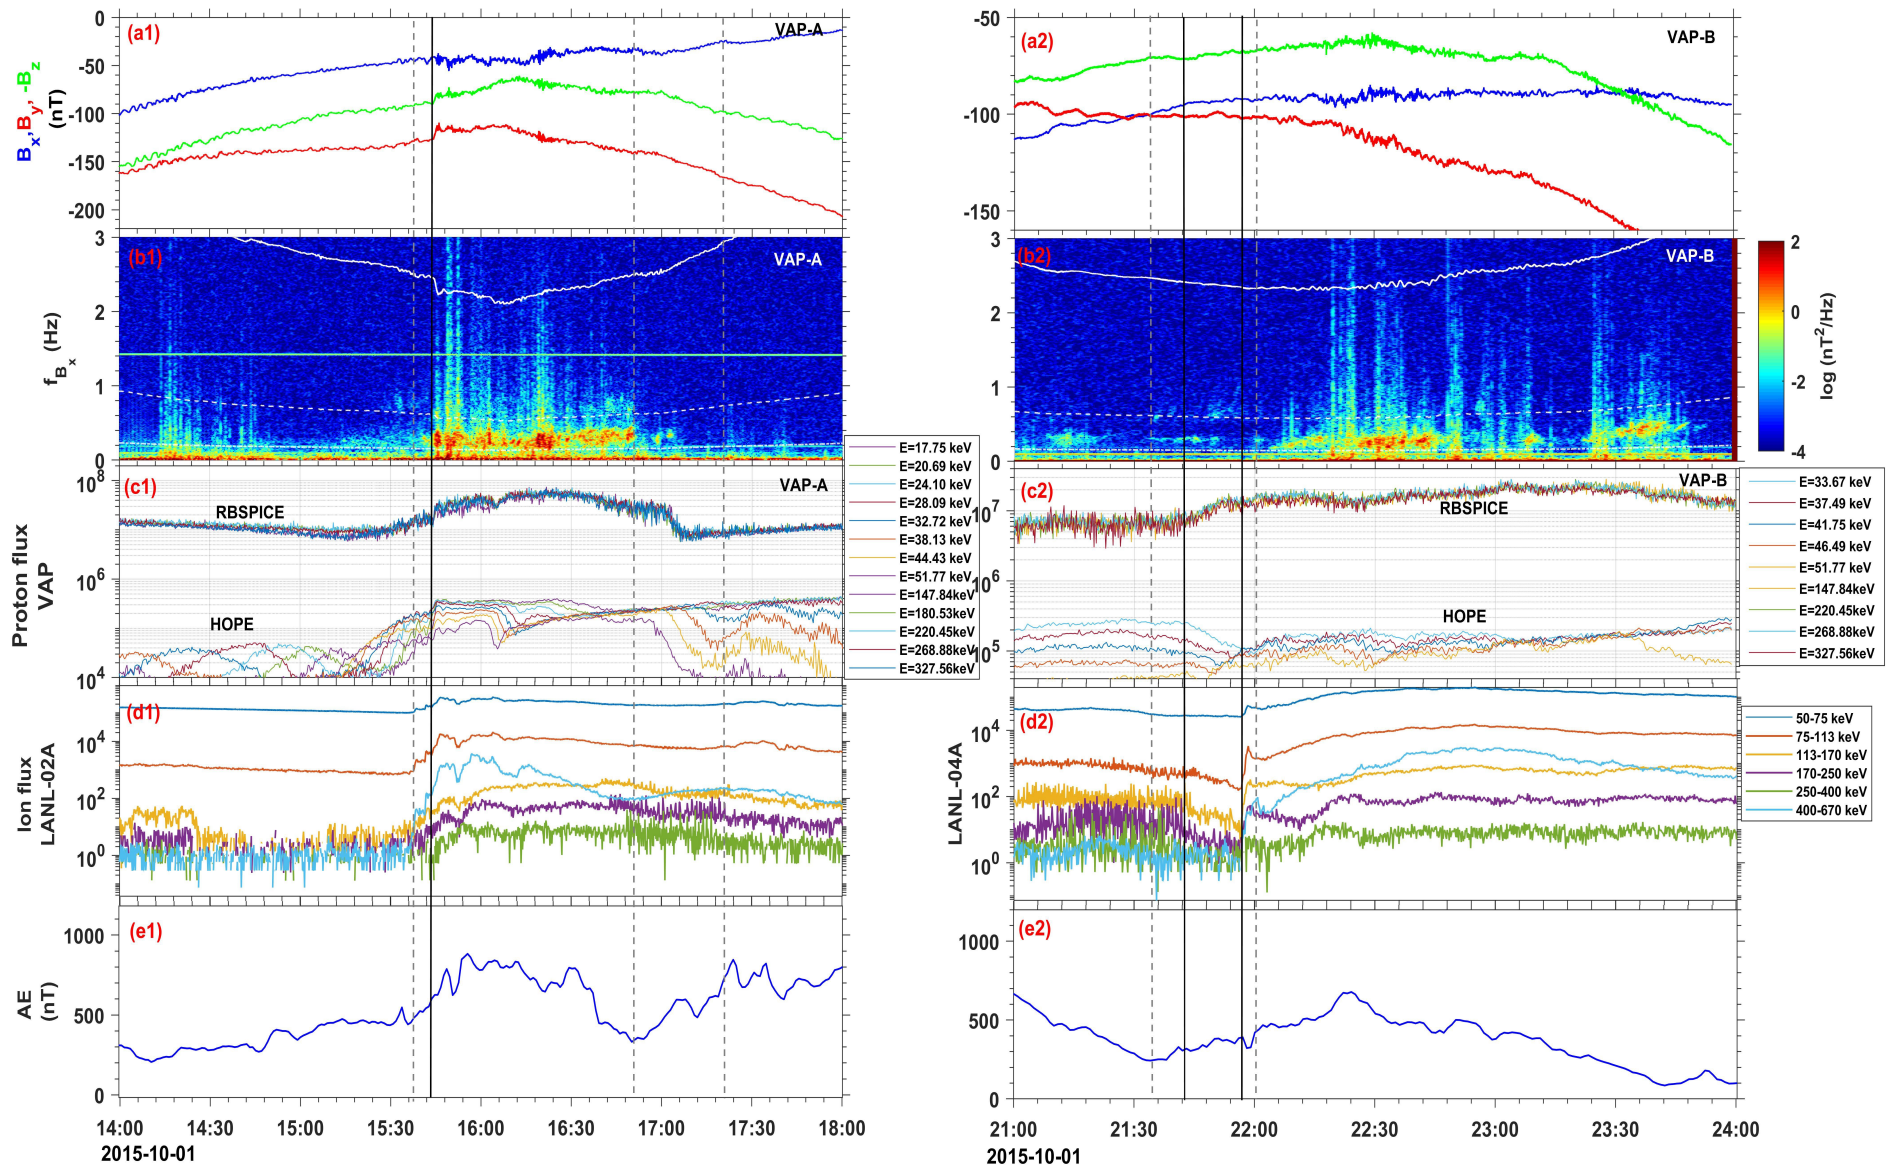 (a1)
VAP-A
0
-50
-100
-150
-200
Bx,By, -Bz
(nT)
(b1)
VAP-A
3
2
1
0
fBx (Hz)
(c1)
VAP-A
RBSPICE
HOPE
10^8
10^6
10^4
Proton flux
VAP
E=17.75 keV
E=20.69 keV
E=24.10 keV
E=28.09 keV
E=32.72 keV
E=38.13 keV
E=44.43 keV
E=51.77 keV
E=147.84keV
E=180.53keV
E=220.45keV
E=268.88keV
E=327.56keV
(d1)
10^4
10^2
10^0
Ion flux
LANL-02A
(e1)
1000
500
0
AE
(nT)
14:00
14:30
15:00
15:30
16:00
16:30
17:00
17:30
18:00
2015-10-01
(a2)
VAP-B
-50
-100
-150
(b2)
VAP-B
3
2
1
0
2
0
-2
-4
log (nT^2/Hz)
(c2)
VAP-B
RBSPICE
HOPE
10^7
10^6
10^5
E=33.67 keV
E=37.49 keV
E=41.75 keV
E=46.49 keV
E=51.77 keV
E=147.84keV
E=220.45keV
E=268.88keV
E=327.56keV
(d2)
10^4
10^2
10^0
LANL-04A
50-75 keV
75-113 keV
113-170 keV
170-250 keV
250-400 keV
400-670 keV
(e2)
1000
500
0
21:00
21:30
22:00
22:30
23:00
23:30
24:00
2015-10-01